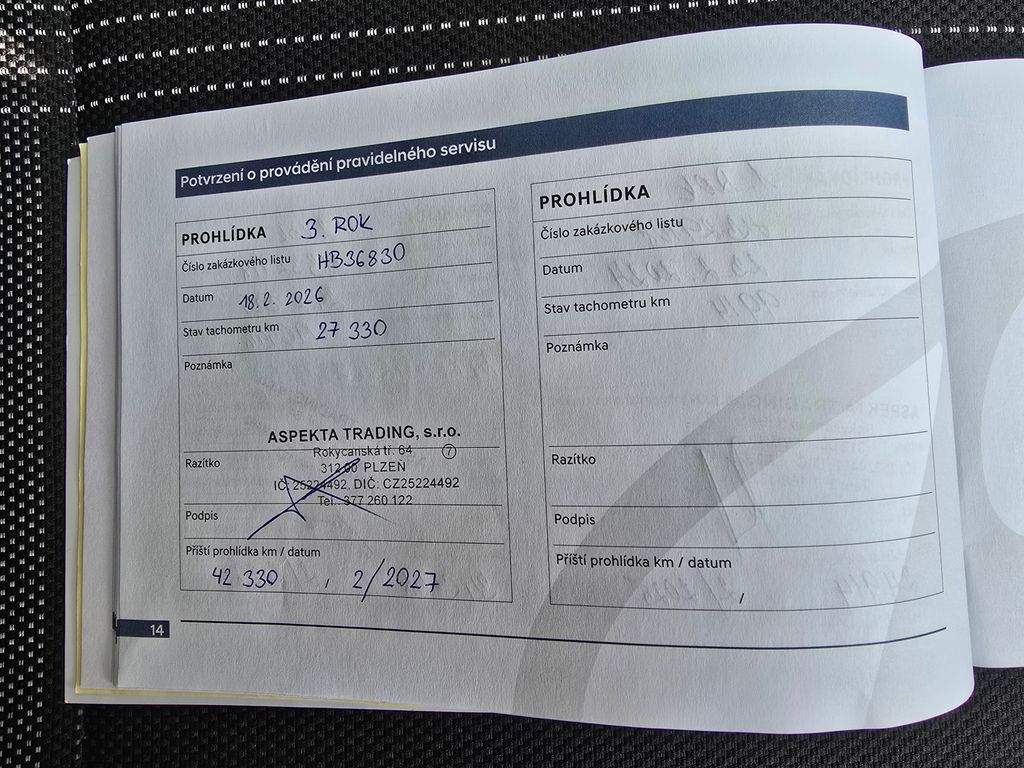 Potvrzení o provádění pravidelného servisu
PROHLÍDKA 3. ROK
Číslo zakázkového listu HB36830
Datum 18.2. 2026
Stav tachometru km 27 330
Poznámka
ASPEKTA TRADING, s.r.o.
Rokycanská tř. 64 7
Razítko
312 00 PLZEŇ
IČ: 25224492, DIČ: CZ25224492
Tel.: 377 260 122
Podpis
Příští prohlídka km / datum
42 330 , 2/2027
PROHLÍDKA
Číslo zakázkového listu
Datum
Stav tachometru km
Poznámka
Razítko
Podpis
Příští prohlídka km / datum
/
14